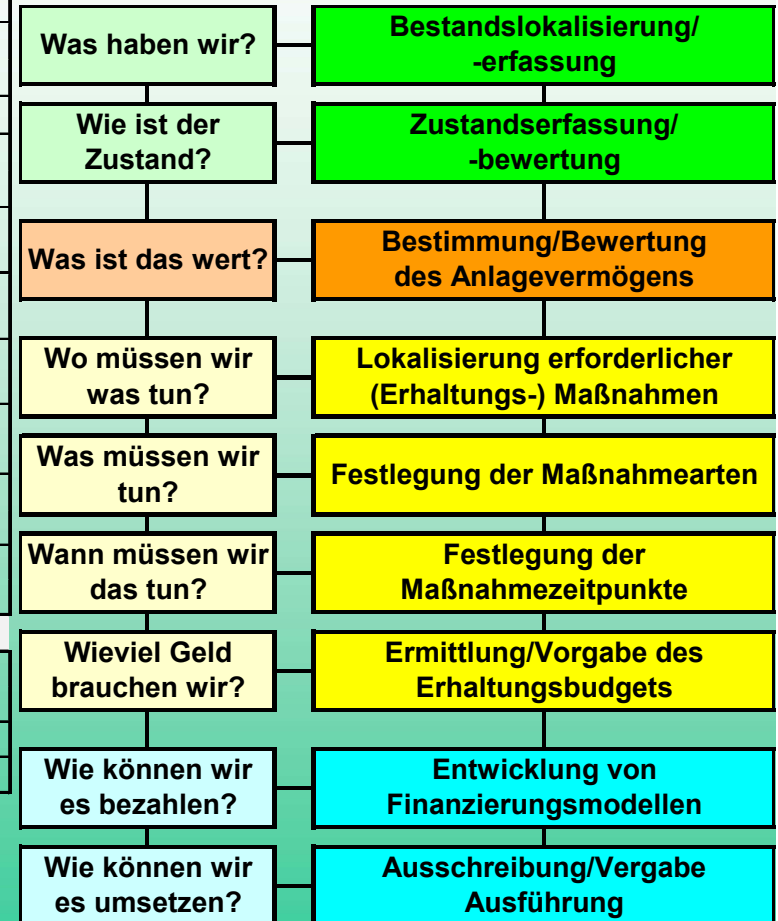 Was haben wir?
Bestandslokalisierung/
-erfassung
Wie ist der
Zustand?
Zustandserfassung/
-bewertung
Was ist das wert?
Bestimmung/Bewertung
des Anlagevermögens
Wo müssen wir
was tun?
Lokalisierung erforderlicher
(Erhaltungs-) Maßnahmen
Was müssen wir
tun?
Festlegung der Maßnahmearten
Wann müssen wir
das tun?
Festlegung der
Maßnahmezeitpunkte
Wieviel Geld
brauchen wir?
Ermittlung/Vorgabe des
Erhaltungsbudgets
Wie können wir
es bezahlen?
Entwicklung von
Finanzierungsmodellen
Wie können wir
es umsetzen?
Ausschreibung/Vergabe
Ausführung